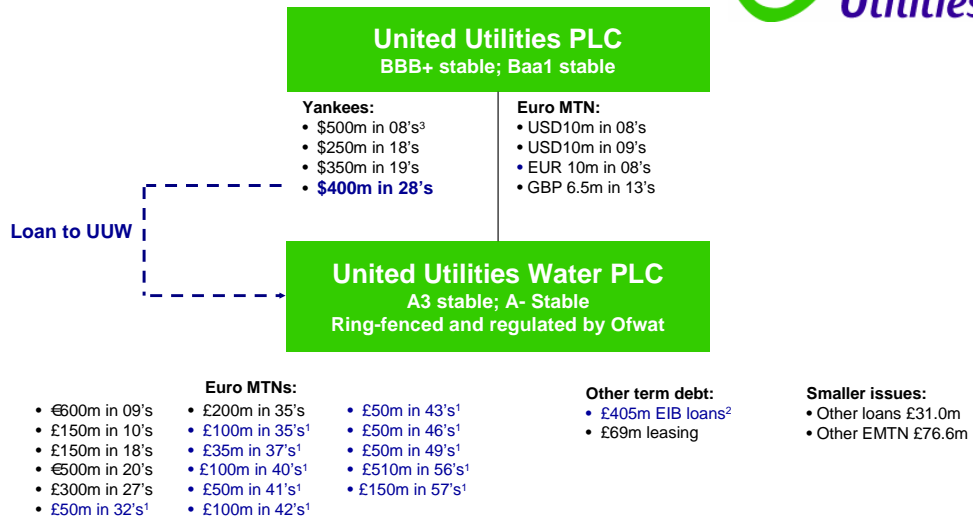 Utilities
United Utilities PLC
BBB+ stable; Baa1 stable
Yankees:
• $500m in 08's³
• $250m in 18's
• $350m in 19's
• $400m in 28's
Euro MTN:
• USD10m in 08's
• USD10m in 09's
• EUR 10m in 08's
• GBP 6.5m in 13's
Loan to UUW
United Utilities Water PLC
A3 stable; A- Stable
Ring-fenced and regulated by Ofwat
Euro MTNs:
• €600m in 09's
• £150m in 10's
• £150m in 18's
• €500m in 20's
• £300m in 27's
• £50m in 32's¹
• £200m in 35's
• £100m in 35's¹
• £35m in 37's¹
• £100m in 40's¹
• £50m in 41's¹
• £100m in 42's¹
• £50m in 43's¹
• £50m in 46's¹
• £50m in 49's¹
• £510m in 56's¹
• £150m in 57's¹
Other term debt:
• £405m EIB loans²
• £69m leasing
Smaller issues:
• Other loans £31.0m
• Other EMTN £76.6m